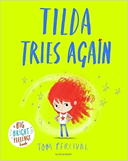 TILDA
TRIES AGAIN
A
BIG
BRIGHT
FEELINGS
book
TOM PERCIVAL